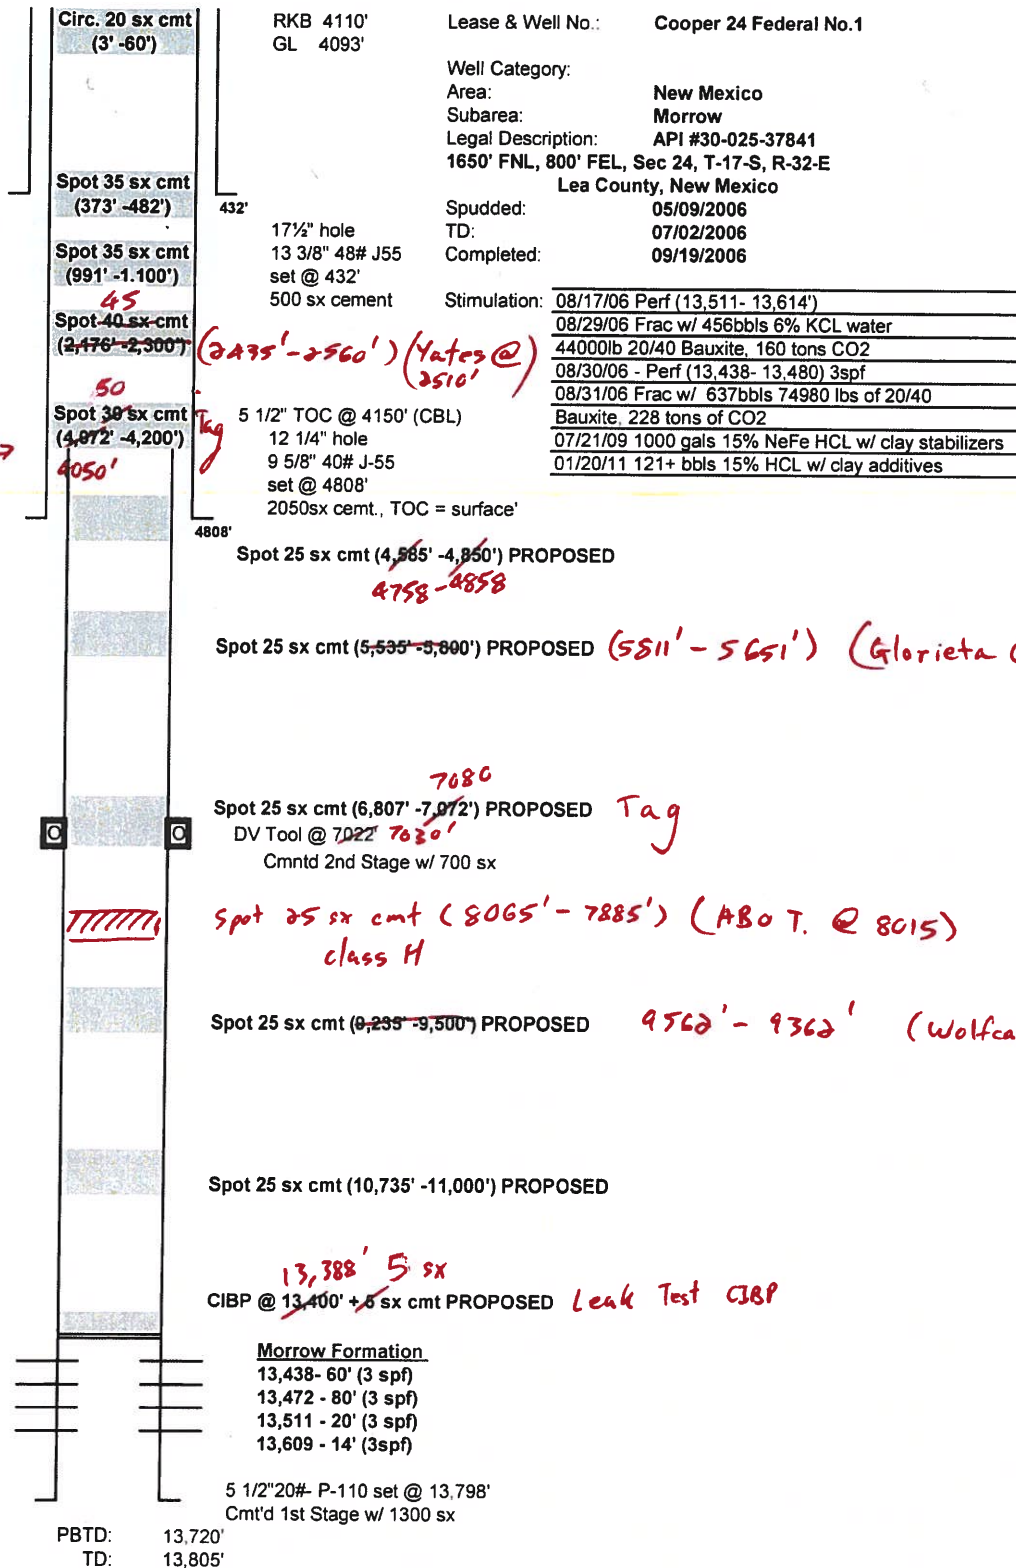 Circ. 20 sx cmt
(3' -60')
RKB 4110'
GL 4093'
Lease & Well No.: Cooper 24 Federal No.1
Well Category:
Area: New Mexico
Subarea: Morrow
Legal Description: API #30-025-37841
1650' FNL, 800' FEL, Sec 24, T-17-S, R-32-E
Lea County, New Mexico
Spudded: 05/09/2006
TD: 07/02/2006
Completed: 09/19/2006
Spot 35 sx cmt
(373' -482')
432'
17½" hole
13 3/8" 48# J55
set @ 432'
500 sx cement
Spot 35 sx cmt
(991' -1.100')
Stimulation: 08/17/06 Perf (13,511- 13,614')
08/29/06 Frac w/ 456bbls 6% KCL water
44000lb 20/40 Bauxite, 160 tons CO2
08/30/06 - Perf (13,438- 13,480) 3spf
08/31/06 Frac w/ 637bbls 74980 lbs of 20/40
Bauxite, 228 tons of CO2
07/21/09 1000 gals 15% NeFe HCL w/ clay stabilizers
01/20/11 121+ bbls 15% HCL w/ clay additives
45
Spot 40 sx cmt
(2,176' -2,300') (2435'-2560') (Yates @
2510')
50
Spot 30 sx cmt Tag
(4,072' -4,200')
4050'
5 1/2" TOC @ 4150' (CBL)
12 1/4" hole
9 5/8" 40# J-55
set @ 4808'
2050sx cemt., TOC = surface'
4808'
Spot 25 sx cmt (4,585' -4,850') PROPOSED
4758-4858
Spot 25 sx cmt (5,535' -5,800') PROPOSED (5811'-5651') (Glorieta
7080
Spot 25 sx cmt (6,807' -7,072') PROPOSED Tag
DV Tool @ 7022' 7030'
Cmntd 2nd Stage w/ 700 sx
Spot 25 sx cmt (8065'-7885') (ABO T. @ 8015)
class H
Spot 25 sx cmt (9,235' -9,500') PROPOSED 9562'-9362' (Wolfca
Spot 25 sx cmt (10,735' -11,000') PROPOSED
13,388' 5 sx
CIBP @ 13,400' + 5 sx cmt PROPOSED Leak Test CIBP
Morrow Formation
13,438- 60' (3 spf)
13,472 - 80' (3 spf)
13,511 - 20' (3 spf)
13,609 - 14' (3spf)
5 1/2"20#- P-110 set @ 13,798'
Cmt'd 1st Stage w/ 1300 sx
PBTD: 13,720'
TD: 13,805'